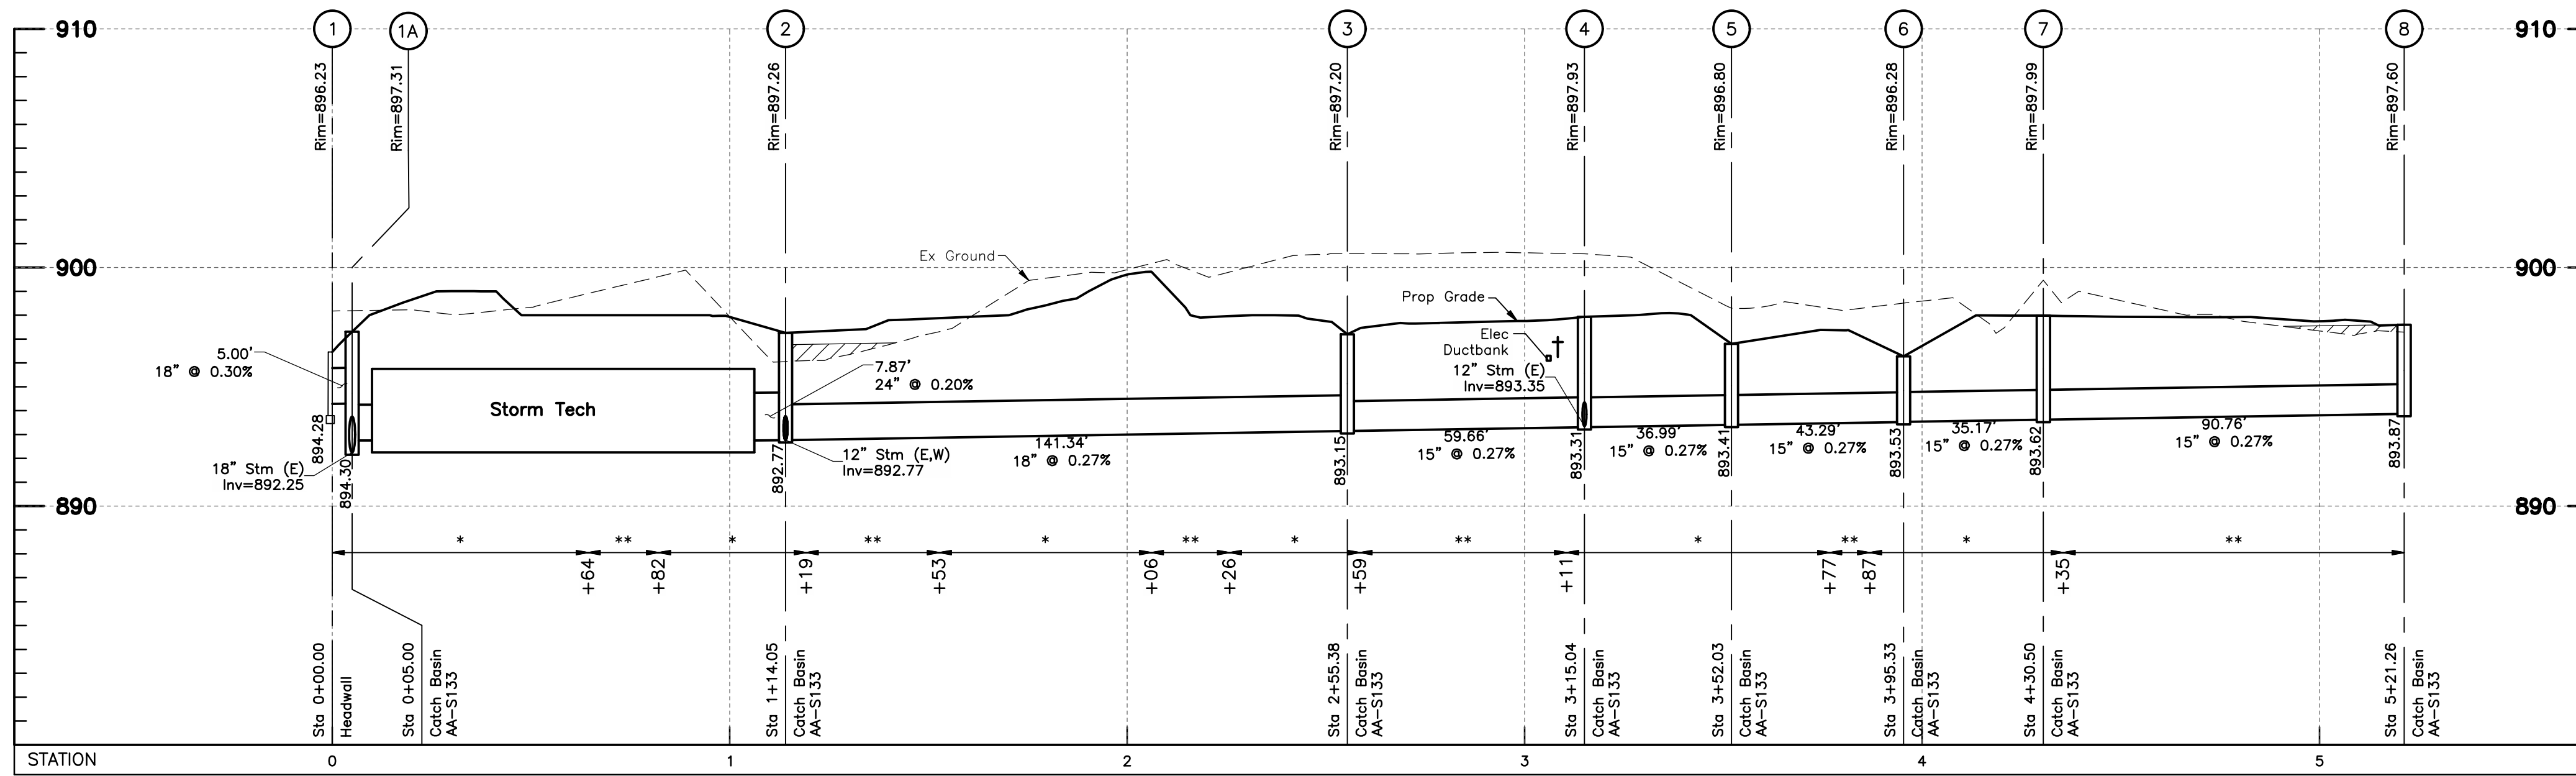 1
1A
2
3
4
5
6
7
8
910
910
Rim=896.23
Rim=897.31
Rim=897.26
Rim=897.20
Rim=897.93
Rim=896.80
Rim=896.28
Rim=897.99
Rim=897.60
900
900
Ex Ground
Prop Grade
Elec
Ductbank
12" Stm (E)
Inv=893.35
5.00'
18" @ 0.30%
7.87'
24" @ 0.20%
Storm Tech
894.28
894.30
18" Stm (E)
Inv=892.25
892.77
12" Stm (E,W)
Inv=892.77
141.34'
18" @ 0.27%
893.15
59.66'
15" @ 0.27%
893.31
36.99'
15" @ 0.27%
893.41
43.29'
15" @ 0.27%
893.53
35.17'
15" @ 0.27%
893.62
90.76'
15" @ 0.27%
893.87
890
890
* ** * ** * ** * ** * ** * **
+64
+82
+19
+53
+06
+26
+59
+11
+77
+87
+35
Sta 0+00.00
Headwall
Sta 0+05.00
Catch Basin
AA-S133
Sta 1+14.05
Catch Basin
AA-S133
Sta 2+55.38
Catch Basin
AA-S133
Sta 3+15.04
Catch Basin
AA-S133
Sta 3+52.03
Catch Basin
AA-S133
Sta 3+95.33
Catch Basin
AA-S133
Sta 4+30.50
Catch Basin
AA-S133
Sta 5+21.26
Catch Basin
AA-S133
STATION
0
1
2
3
4
5